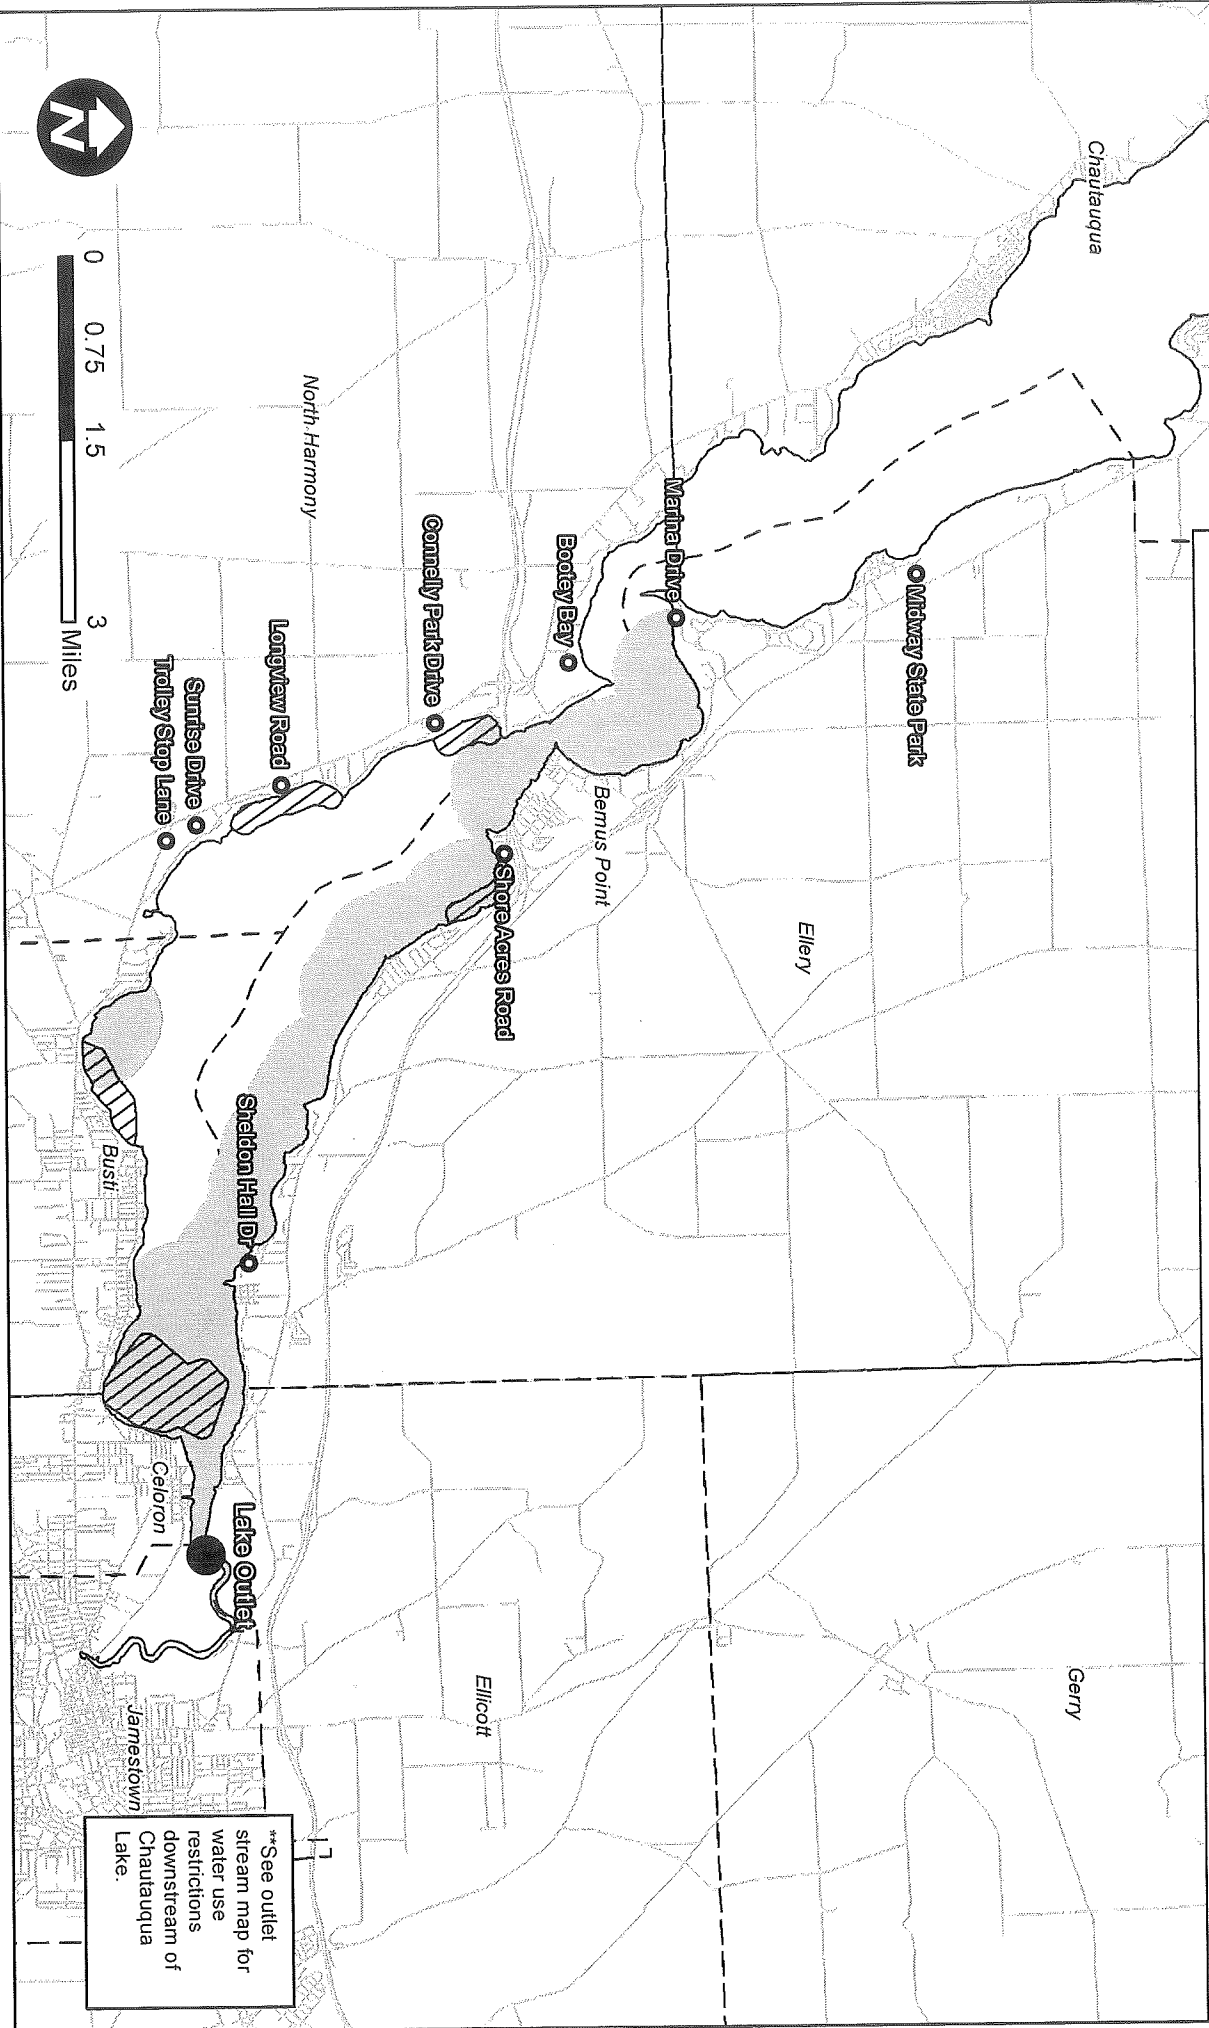 Chautauqua
Midway State Park
Marina Drive
Bootey Bay
Connelly Park Drive
North Harmony
Longview Road
Sunrise Drive
Trolley Stop Lane
Bemus Point
Shore Acres Road
Ellery
Sheldon Hall Dr
Busti
Celoron
Lake Outlet
Jamestown
Ellicott
Gerry
N
0 0.75 1.5 3
Miles
**See outlet
stream map for
water use
restrictions
downstream of
Chautauqua
Lake.